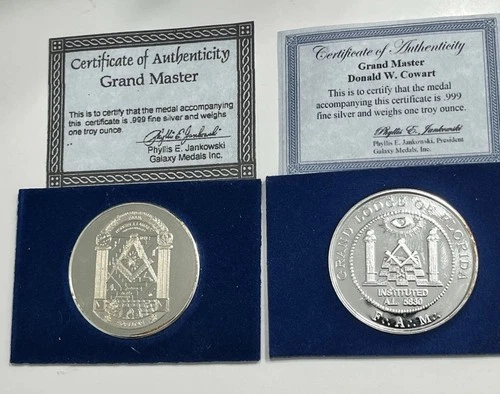 Certificate of Authenticity
Grand Master
This is to certify that the medal accompanying
this certificate is .999 fine silver and weighs
one troy ounce.
Phyllis E. Jankowski
Phyllis E. Jankowski
Galaxy Medals Inc.
Certificate of Authenticity
Grand Master
Donald W. Cowart
This is to certify that the medal
accompanying this certificate is .999
fine silver and weighs one troy ounce.
Phyllis E. Jankowski
Phyllis E. Jankowski, President
Galaxy Medals Inc.
GRAND LODGE OF FLORIDA
INSTITUTED
A.L. 5830
F∴ A∴ M∴